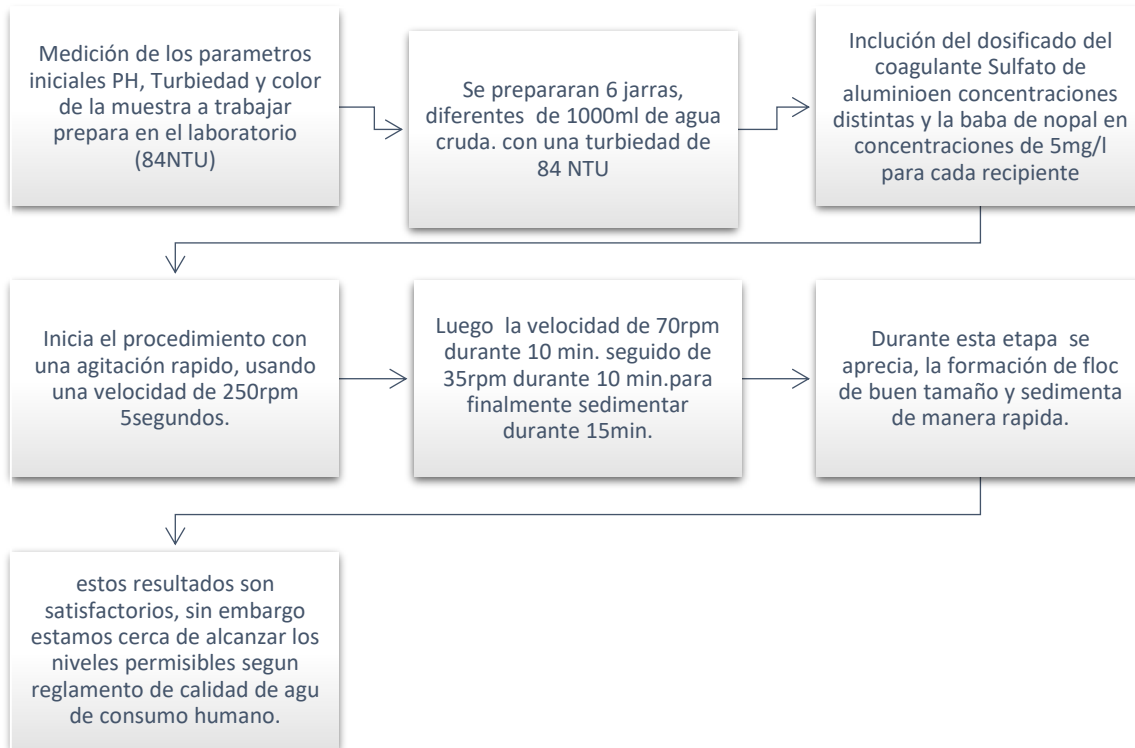 Medición de los parametros
iniciales PH, Turbiedad y color
de la muestra a trabajar
prepara en el laboratorio
(84NTU)
Se prepararan 6 jarras,
diferentes de 1000ml de agua
cruda. con una turbiedad de
84 NTU
Inclución del dosificado del
coagulante Sulfato de
aluminioen concentraciones
distintas y la baba de nopal en
concentraciones de 5mg/l
para cada recipiente
Inicia el procedimiento con
una agitación rapido, usando
una velocidad de 250rpm
5segundos.
Luego la velocidad de 70rpm
durante 10 min. seguido de
35rpm durante 10 min.para
finalmente sedimentar
durante 15min.
Durante esta etapa se
aprecia, la formación de floc
de buen tamaño y sedimenta
de manera rapida.
estos resultados son
satisfactorios, sin embargo
estamos cerca de alcanzar los
niveles permisibles segun
reglamento de calidad de agu
de consumo humano.